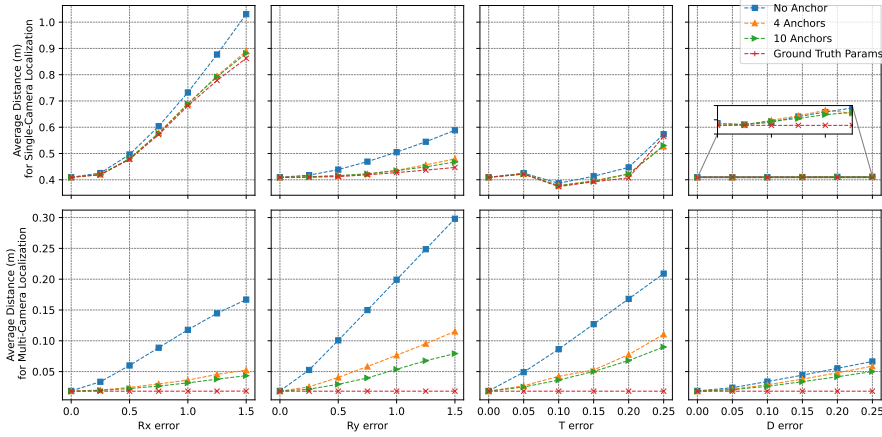 Average Distance (m)
for Single-Camera Localization
1.0
0.9
0.8
0.7
0.6
0.5
0.4
No Anchor
4 Anchors
10 Anchors
Ground Truth Params
Average Distance (m)
for Multi-Camera Localization
0.30
0.25
0.20
0.15
0.10
0.05
0.0 0.5 1.0 1.5
0.0 0.5 1.0 1.5
0.00 0.05 0.10 0.15 0.20 0.25
0.00 0.05 0.10 0.15 0.20 0.25
Rx error
Ry error
T error
D error